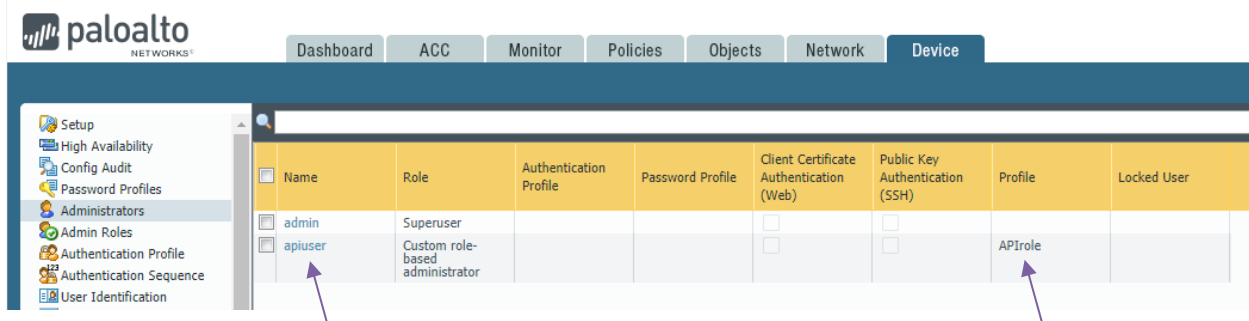 paloalto
NETWORKS®
Dashboard ACC Monitor Policies Objects Network Device
Setup
High Availability
Config Audit
Password Profiles
Administrators
Admin Roles
Authentication Profile
Authentication Sequence
User Identification
Name Role Authentication Profile Password Profile Client Certificate Authentication (Web) Public Key Authentication (SSH) Profile Locked User
admin Superuser
apiuser Custom role-based administrator APIrole